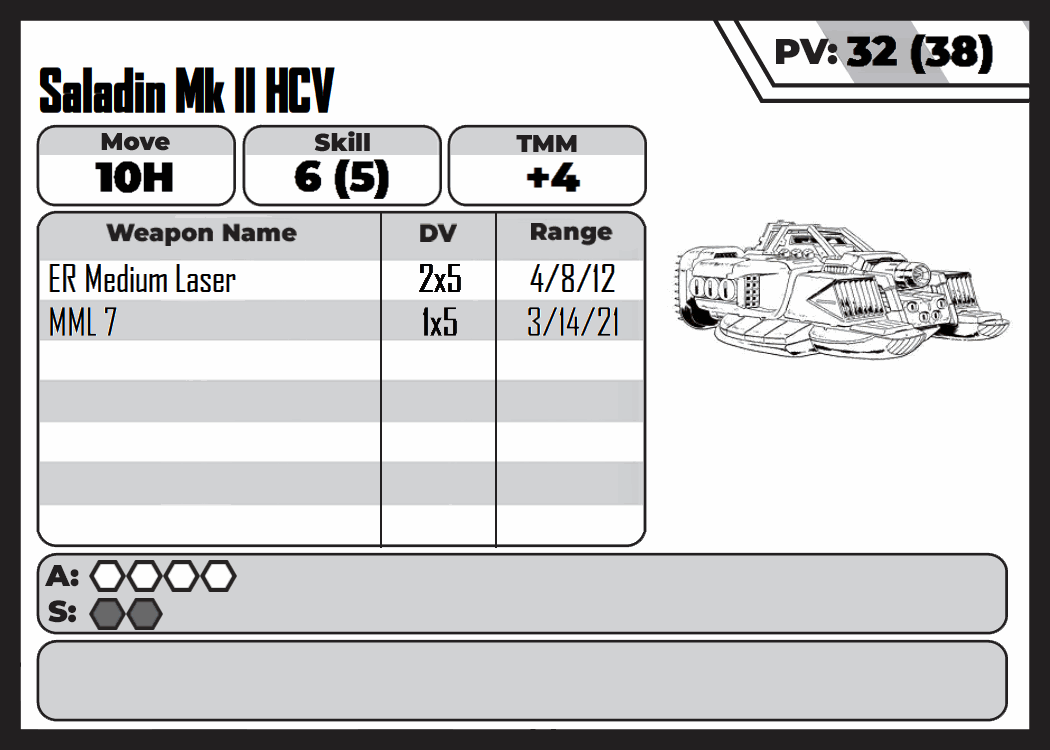 PV: 32 (38)
Saladin Mk II HCV
Move Skill TMM
10H 6 (5) +4
Weapon Name DV Range
ER Medium Laser 2x5 4/8/12
MML 7 1x5 3/14/21
A:
S: